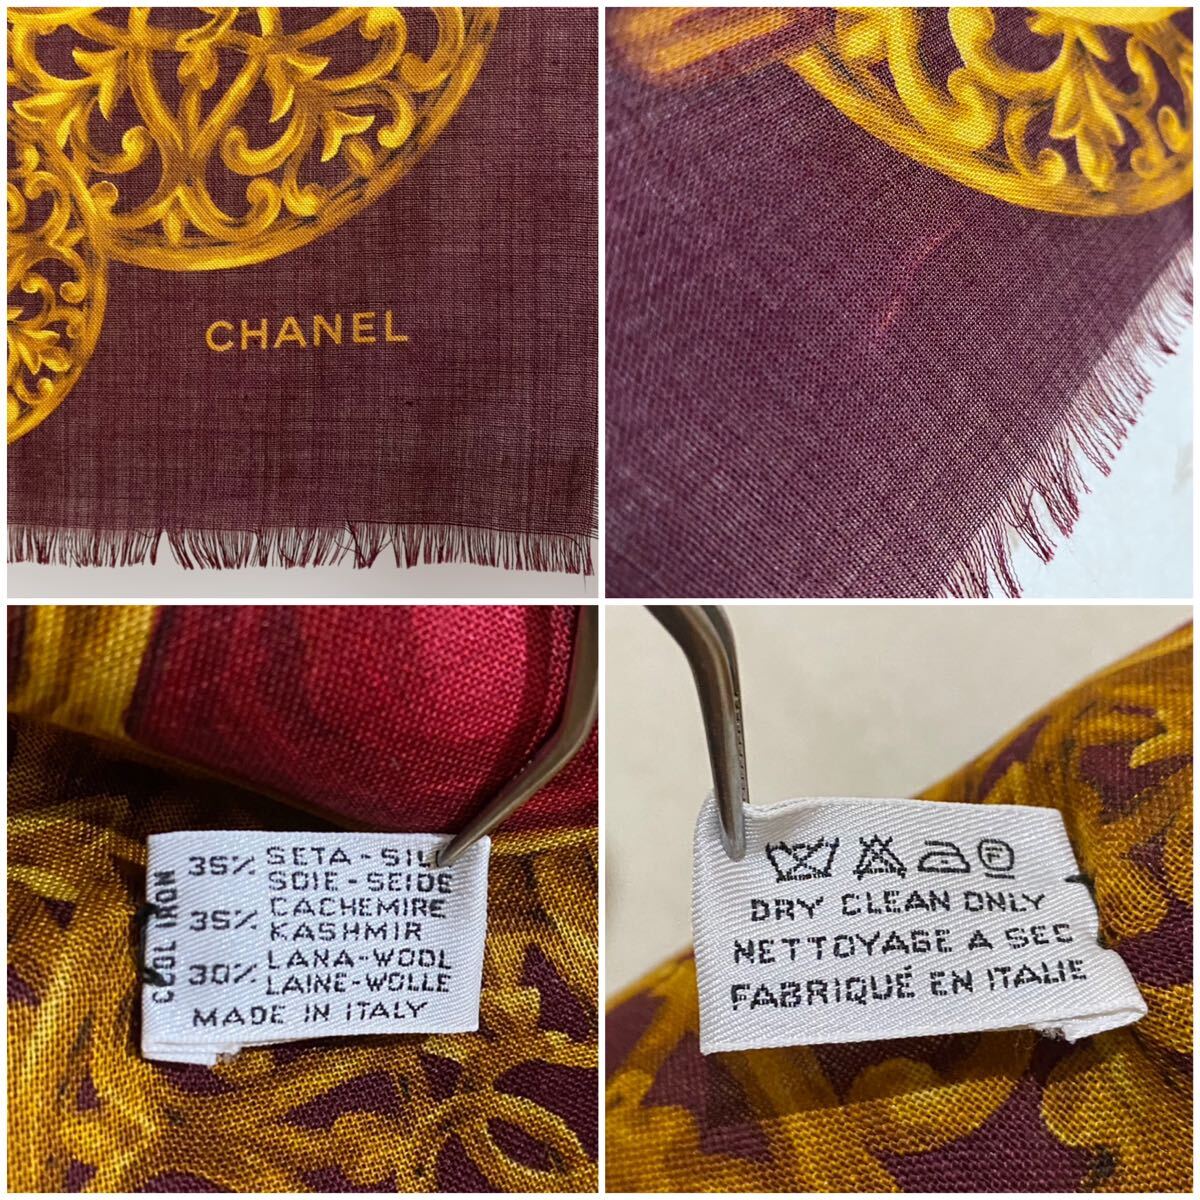 CHANEL
35% SETA-SIL
SOIE-SEIDE
35% CACHEMIRE
KASHMIR
30% LANA-WOOL
LAINE-WOLLE
MADE IN ITALY
COOL IRON
F
DRY CLEAN ONLY
NETTOYAGE A SEC
FABRIQUÉ EN ITALIE